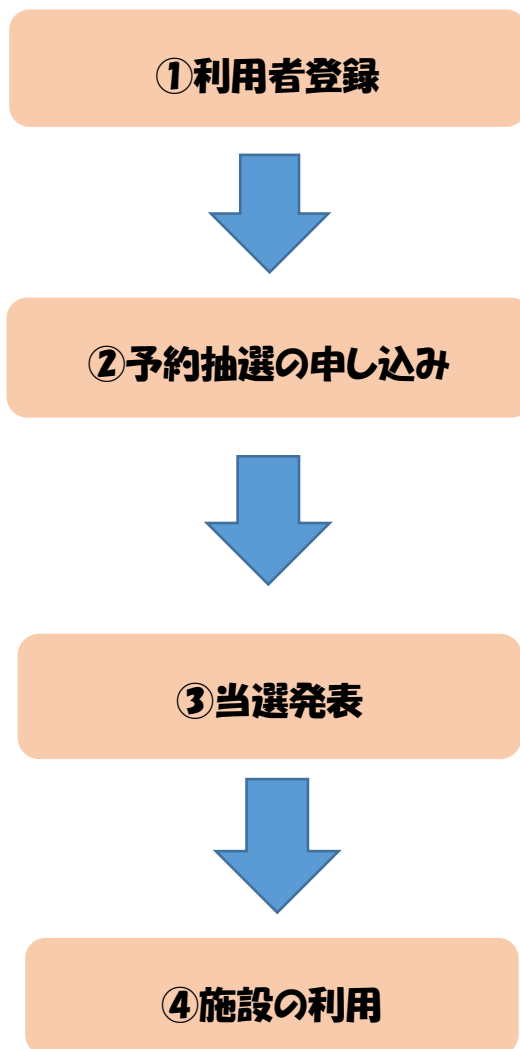 ①利用者登録
②予約抽選の申し込み
③当選発表
④施設の利用